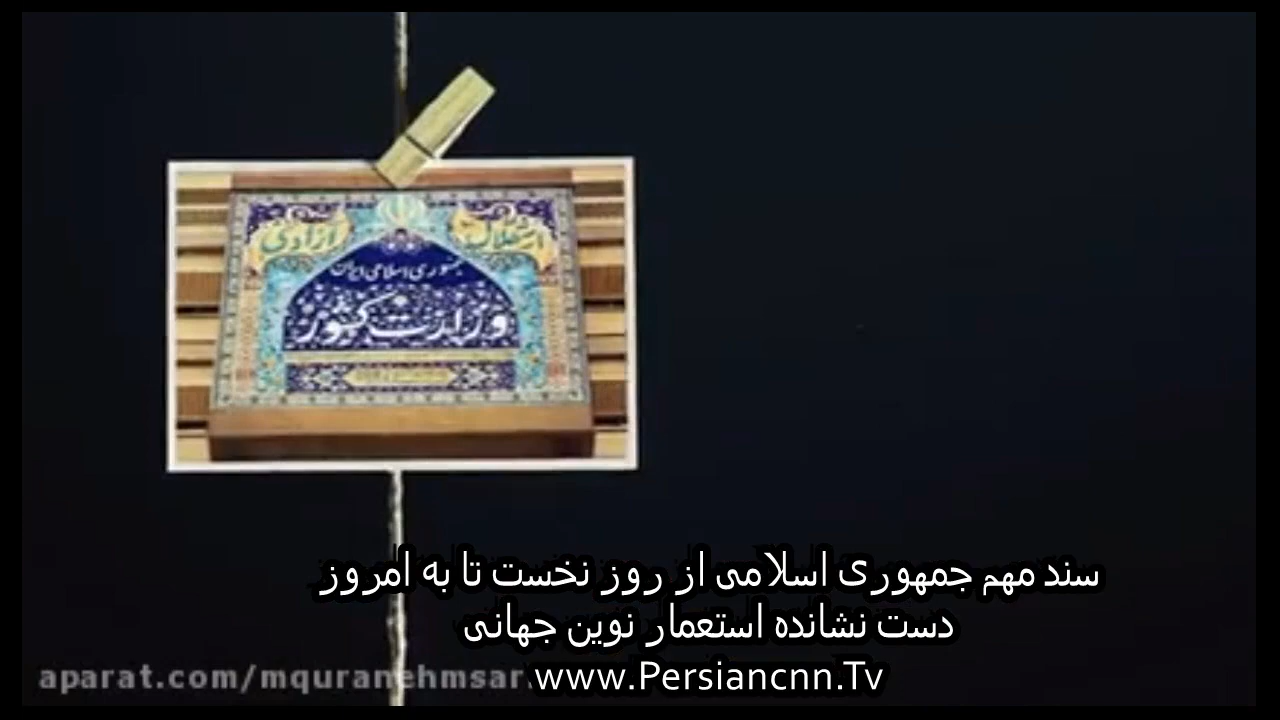 استقلال آزادی
جمهوری اسلامی ایران
وزارت کشور
سند مهم جمهوری اسلامی از روز نخست تا به امروز
دست نشانده استعمار نوین جهانی
aparat.com/mquranehmsar
www.Persiancnn.Tv